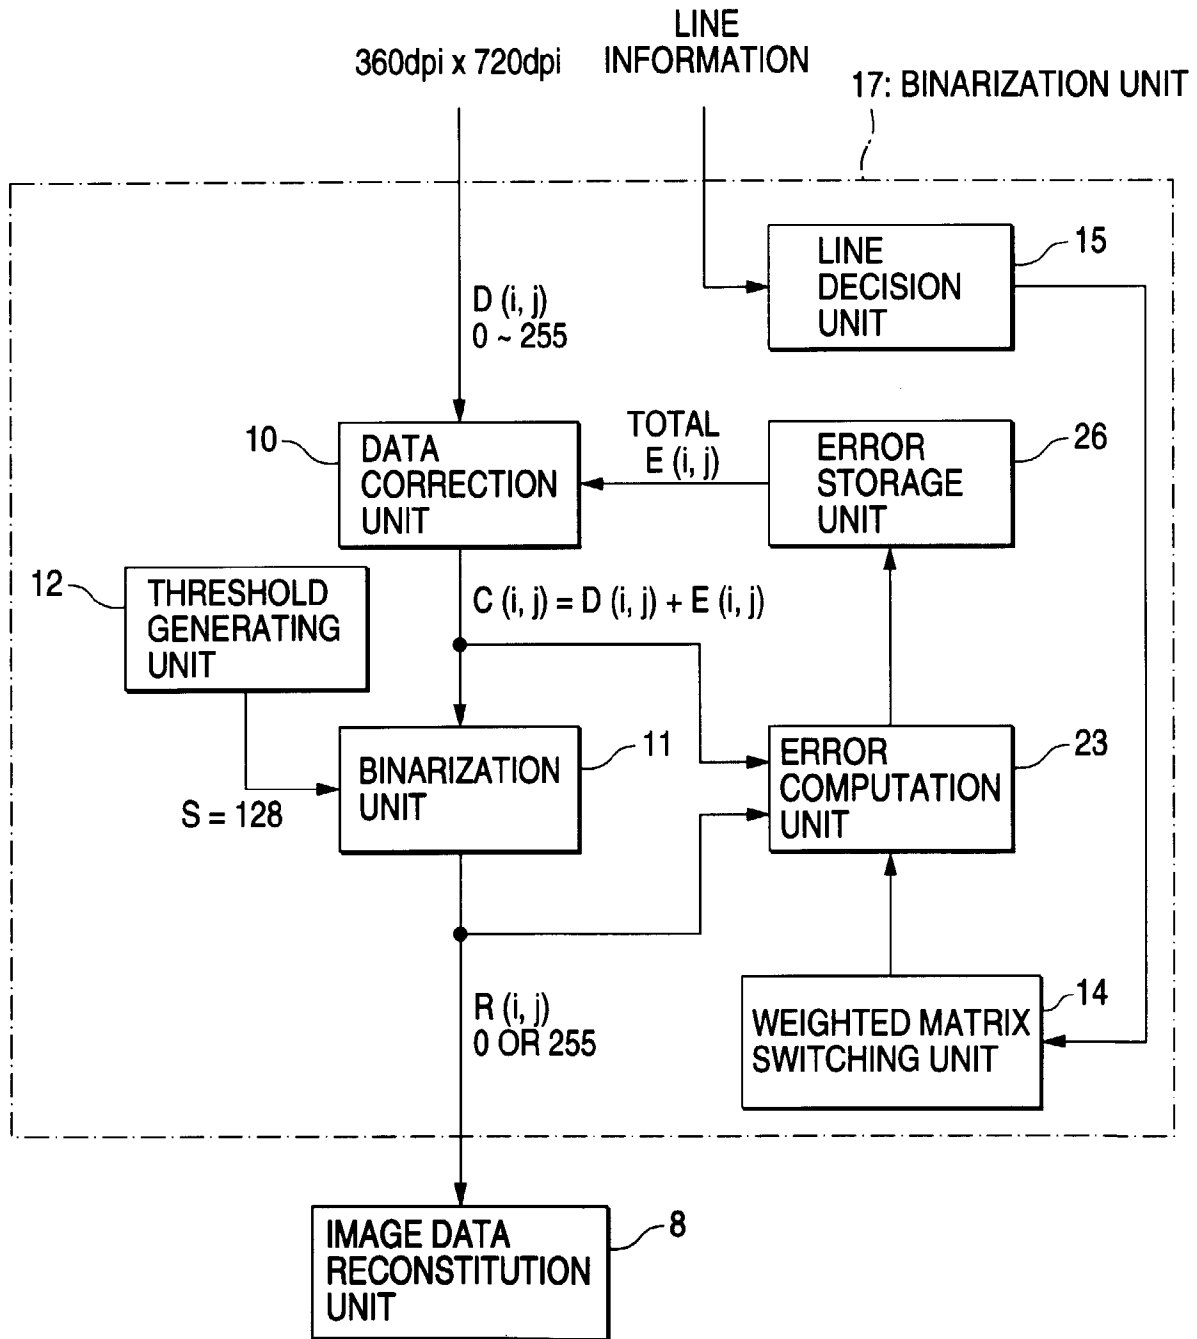 360dpi x 720dpi
LINE
INFORMATION
17: BINARIZATION UNIT
LINE
DECISION
UNIT
15
D (i, j)
0 ~ 255
10
DATA
CORRECTION
UNIT
TOTAL
E (i, j)
ERROR
STORAGE
UNIT
26
12
THRESHOLD
GENERATING
UNIT
C (i, j) = D (i, j) + E (i, j)
S = 128
BINARIZATION
UNIT
11
ERROR
COMPUTATION
UNIT
23
R (i, j)
0 OR 255
WEIGHTED MATRIX
SWITCHING UNIT
14
IMAGE DATA
RECONSTITUTION
UNIT
8